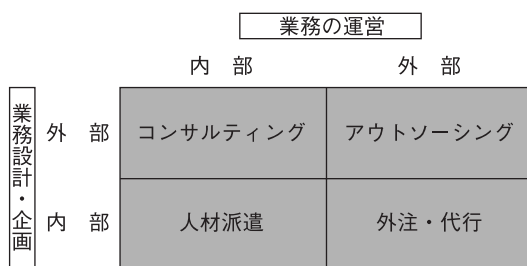 業務の運営
内　部　　外　部
業務設計・企画
外　部　コンサルティング　アウトソーシング
内　部　人材派遣　外注・代行